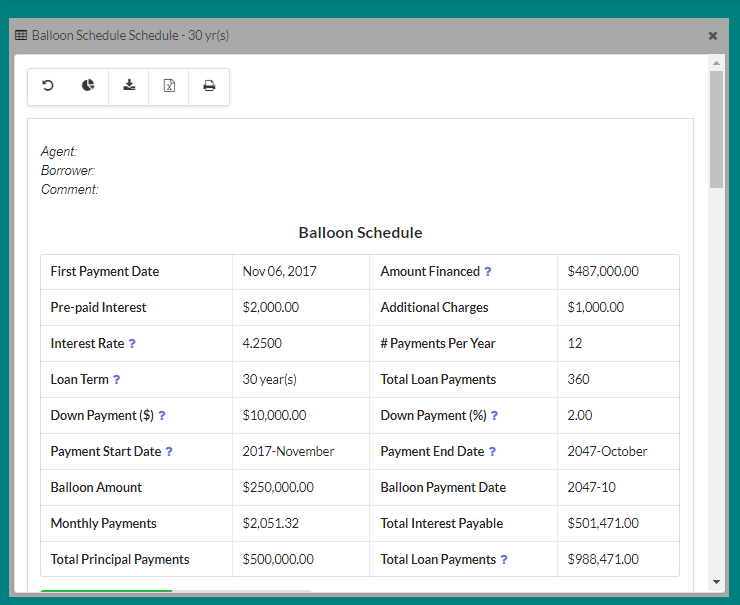 Balloon Schedule Schedule - 30 yr(s)
Agent:
Borrower:
Comment:
Balloon Schedule
First Payment Date Nov 06, 2017 Amount Financed ? $487,000.00
Pre-paid Interest $2,000.00 Additional Charges $1,000.00
Interest Rate ? 4.2500 # Payments Per Year 12
Loan Term ? 30 year(s) Total Loan Payments 360
Down Payment ($) ? $10,000.00 Down Payment (%) ? 2.00
Payment Start Date ? 2017-November Payment End Date ? 2047-October
Balloon Amount $250,000.00 Balloon Payment Date 2047-10
Monthly Payments $2,051.32 Total Interest Payable $501,471.00
Total Principal Payments $500,000.00 Total Loan Payments ? $988,471.00